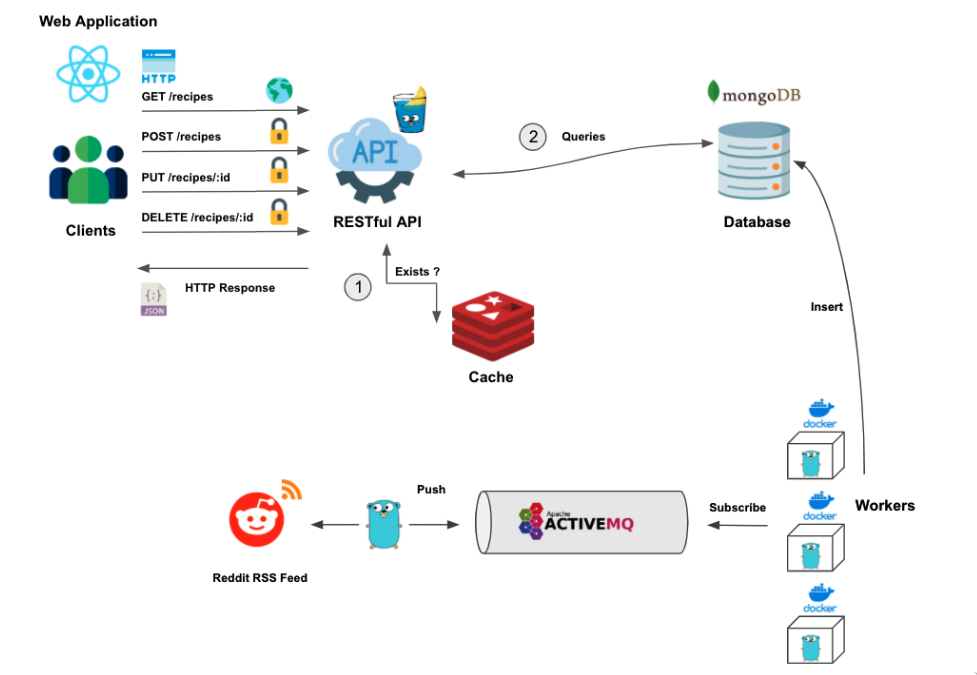 Web Application
HTTP
GET /recipes
POST /recipes
PUT /recipes/:id
DELETE /recipes/:id
Clients
HTTP Response
{:}
JSON
API
RESTful API
1
Exists ?
Cache
2
Queries
mongoDB
Database
Insert
docker
docker
docker
Workers
Subscribe
Apache
ACTIVEMQ
Push
Reddit RSS Feed